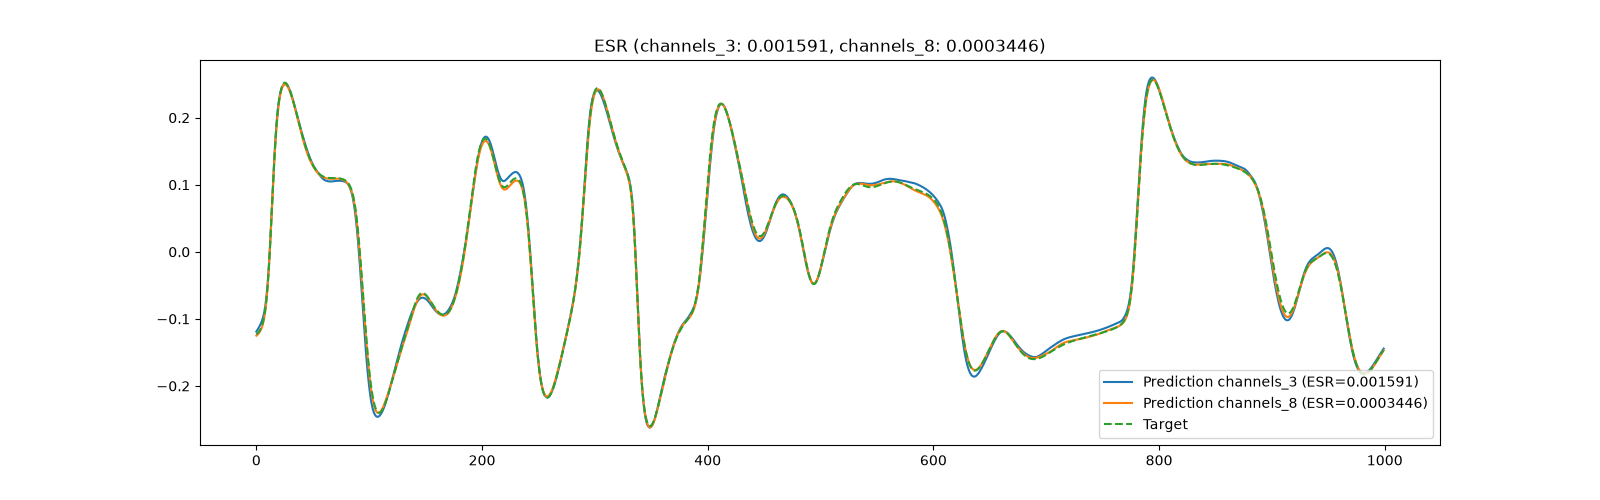 ESR (channels_3: 0.001591, channels_8: 0.0003446)
0.2
0.1
0.0
−0.1
−0.2
Prediction channels_3 (ESR=0.001591)
Prediction channels_8 (ESR=0.0003446)
Target
0 200 400 600 800 1000